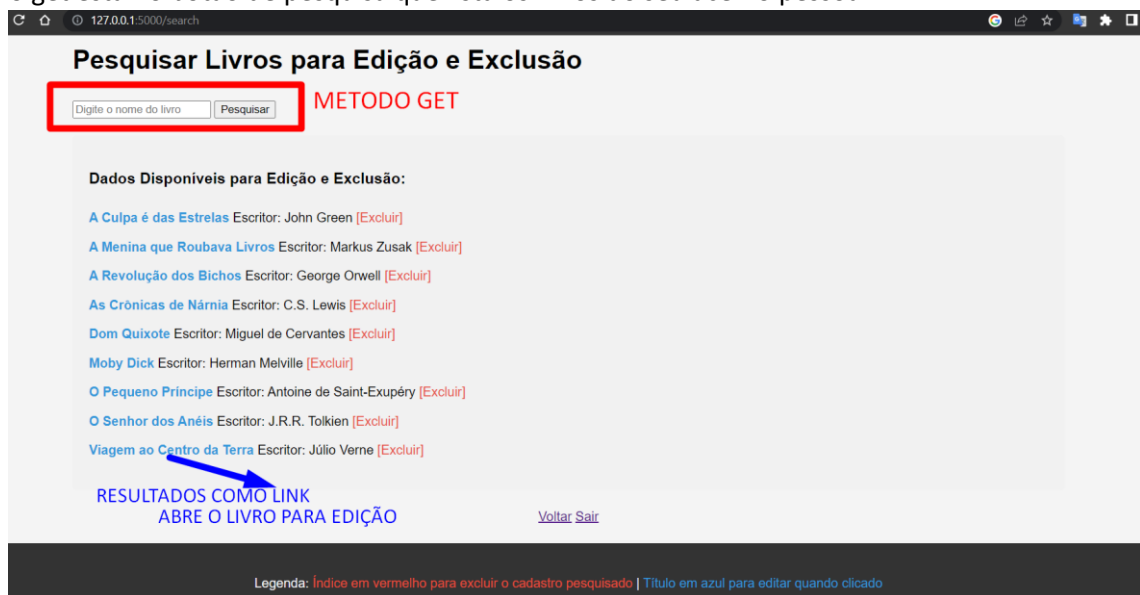 127.0.0.1:5000/search
Pesquisar Livros para Edição e Exclusão
Digite o nome do livro Pesquisar METODO GET
Dados Disponíveis para Edição e Exclusão:
A Culpa é das Estrelas Escritor: John Green [Excluir]
A Menina que Roubava Livros Escritor: Markus Zusak [Excluir]
A Revolução dos Bichos Escritor: George Orwell [Excluir]
As Crônicas de Nárnia Escritor: C.S. Lewis [Excluir]
Dom Quixote Escritor: Miguel de Cervantes [Excluir]
Moby Dick Escritor: Herman Melville [Excluir]
O Pequeno Príncipe Escritor: Antoine de Saint-Exupéry [Excluir]
O Senhor dos Anéis Escritor: J.R.R. Tolkien [Excluir]
Viagem ao Centro da Terra Escritor: Júlio Verne [Excluir]
RESULTADOS COMO LINK
ABRE O LIVRO PARA EDIÇÃO
Voltar Sair
Legenda: Índice em vermelho para excluir o cadastro pesquisado | Título em azul para editar quando clicado